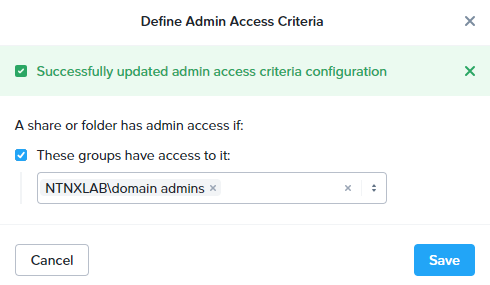 Define Admin Access Criteria
Successfully updated admin access criteria configuration
A share or folder has admin access if:
These groups have access to it:
NTNXLAB\domain admins
Cancel
Save